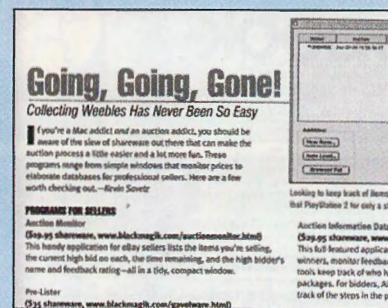 Going, Going, Gone!
Collecting Weebles Has Never Been So Easy
If you're a Mac addict and an auction addict, you should be
aware of the slew of shareware out there that can make the
auction process a little easier and a lot more fun. These
programs range from simple windows that monitor prices to
elaborate databases for professional sellers. Here are a few
worth checking out. —Kevin Savetz
PROGRAMS FOR SELLERS
Auction Monitor
($19.95 shareware, www.blackmagik.com/auctionmonitor.html)
This handy application for eBay sellers lists the items you're selling,
the current high bid on each, the time remaining, and the high bidder's
name and feedback rating—all in a tidy, compact window.
Pre-Lister
($35 shareware, www.blackmagik.com/gavelware.html)
Looking to keep track of items
that PlayStation 2 for only a
Auction Information Data
($29.95 shareware, www
This full featured applica
winners, monitor feedba
tools keep track of who
packages. For bidders,
track of the steps in the